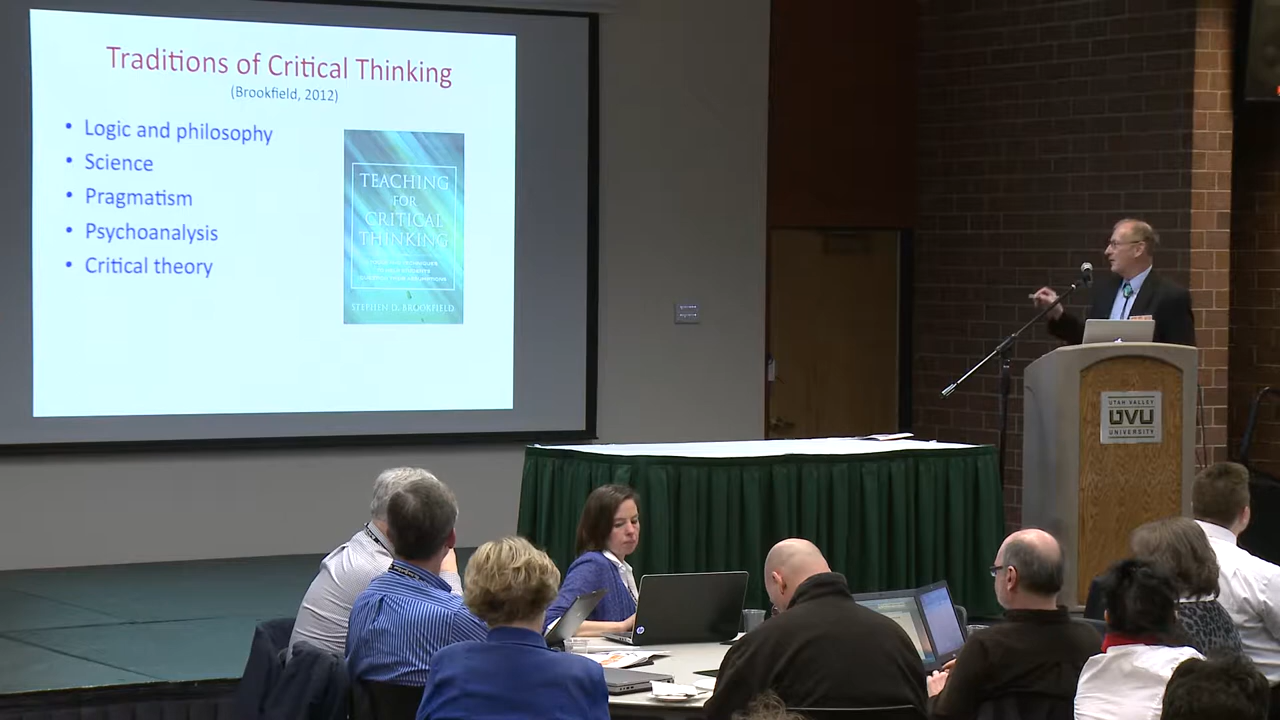 Traditions of Critical Thinking
(Brookfield, 2012)
• Logic and philosophy
• Science
• Pragmatism
• Psychoanalysis
• Critical theory
TEACHING
FOR
CRITICAL
THINKING
STEPHEN D. BROOKFIELD
UTAH VALLEY
UVU
UNIVERSITY
hp